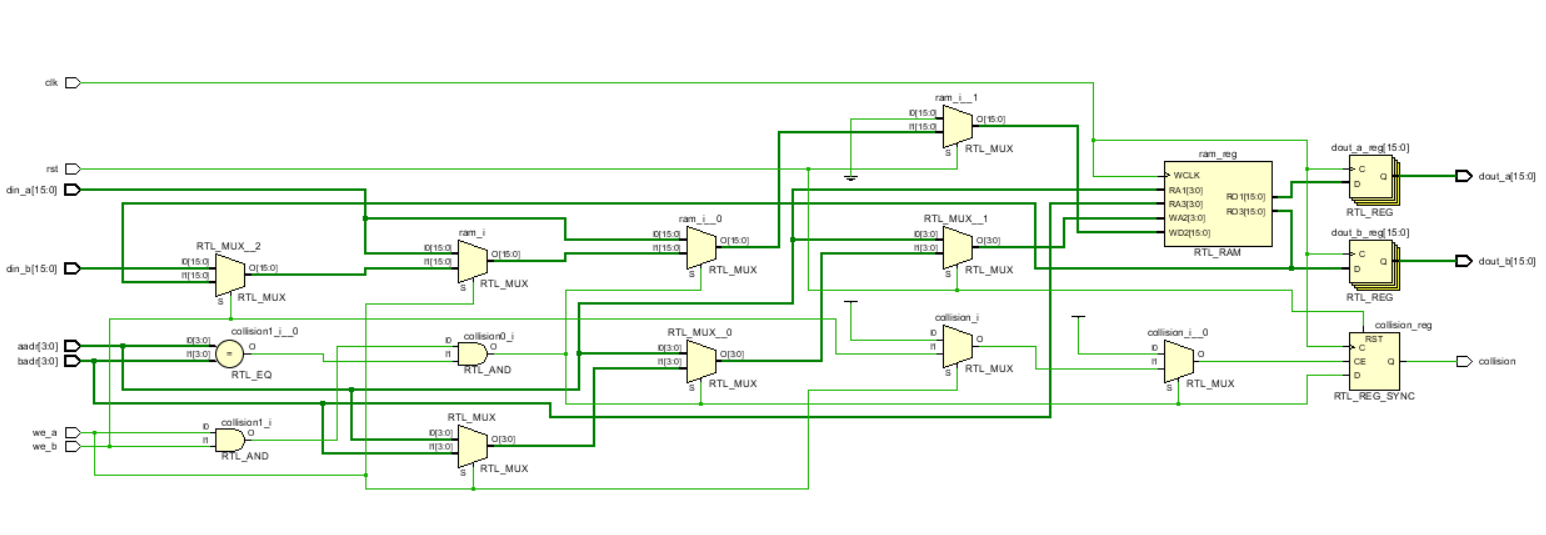 clk
rst
din_a[15:0]
din_b[15:0]
aadr[3:0]
badr[3:0]
we_a
we_b
RTL_MUX__2
I0[15:0]
I1[15:0]
O[15:0]
S
RTL_MUX
collision1_i__0
I0[3:0]
I1[3:0]
=
O
RTL_EQ
collision1_i
I0
I1
O
RTL_AND
ram_i
I0[15:0]
I1[15:0]
O[15:0]
S
RTL_MUX
collision0_i
I0
I1
O
RTL_AND
RTL_MUX
I0[3:0]
I1[3:0]
O[3:0]
S
RTL_MUX
ram_i__0
I0[15:0]
I1[15:0]
O[15:0]
S
RTL_MUX
RTL_MUX__0
I0[3:0]
I1[3:0]
O[3:0]
S
RTL_MUX
ram_i__1
I0[15:0]
I1[15:0]
O[15:0]
S
RTL_MUX
RTL_MUX__1
I0[3:0]
I1[3:0]
O[3:0]
S
RTL_MUX
collision_i
I0
I1
O
S
RTL_MUX
collision_i__0
I0
I1
O
S
RTL_MUX
ram_reg
WCLK
RA1[3:0]
RA3[3:0]
WA2[3:0]
WD2[15:0]
RO1[15:0]
RO3[15:0]
RTL_RAM
dout_a_reg[15:0]
C
D
Q
RTL_REG
dout_b_reg[15:0]
C
D
Q
RTL_REG
collision_reg
RST
C
CE
D
Q
RTL_REG_SYNC
dout_a[15:0]
dout_b[15:0]
collision